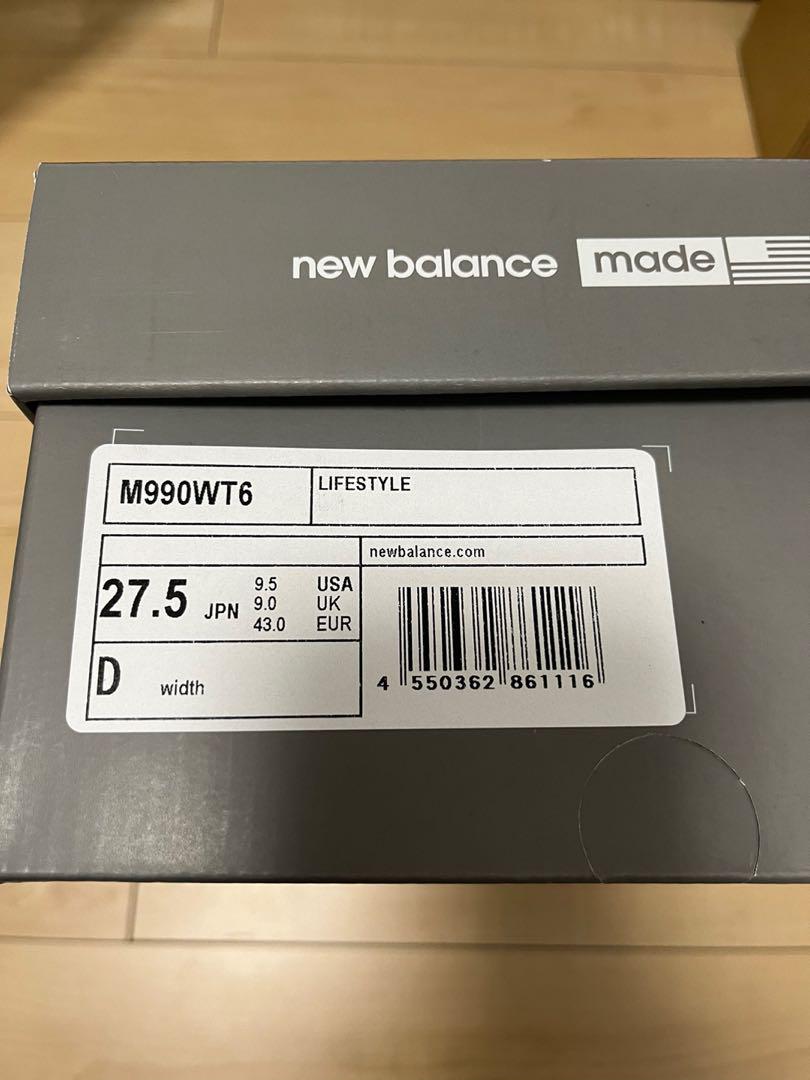 new balance made
M990WT6
LIFESTYLE
newbalance.com
27.5 JPN
9.5 USA
9.0 UK
43.0 EUR
D width
4 550362 861116